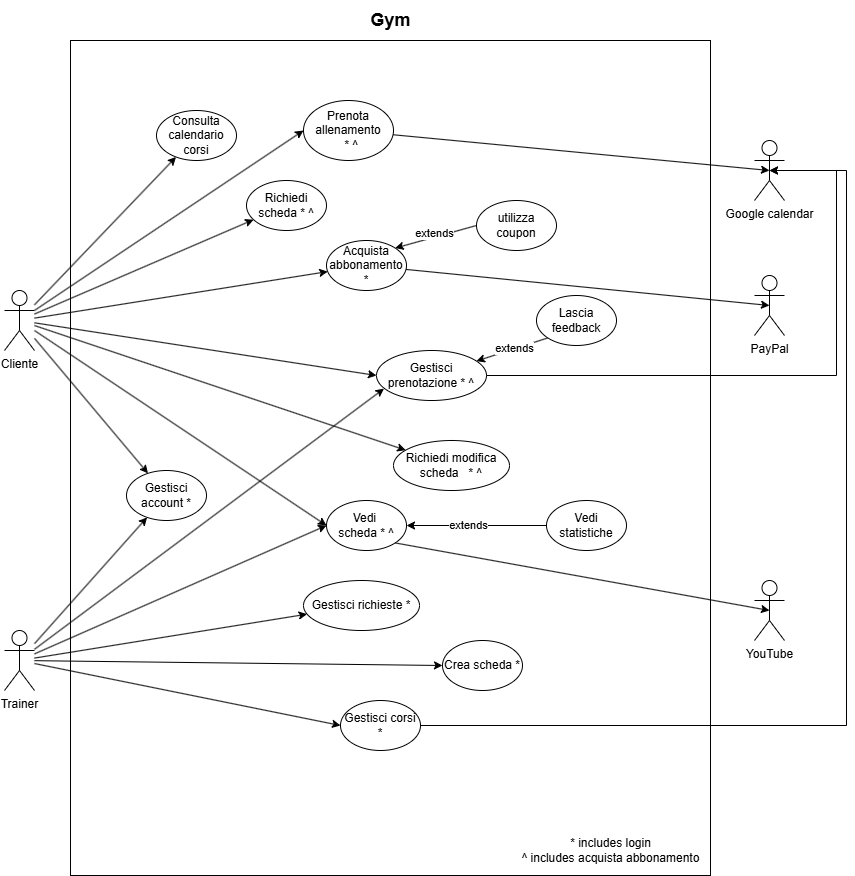 Gym
Consulta
calendario
corsi
Prenota
allenamento
* ^
Richiedi
scheda * ^
utilizza
coupon
extends
Acquista
abbonamento
*
Google calendar
Lascia
feedback
extends
PayPal
Cliente
Gestisci
prenotazione * ^
Richiedi modifica
scheda * ^
Gestisci
account *
Vedi
scheda * ^
extends
Vedi
statistiche
Gestisci richieste *
YouTube
Crea scheda *
Trainer
Gestisci corsi
*
* includes login
^ includes acquista abbonamento